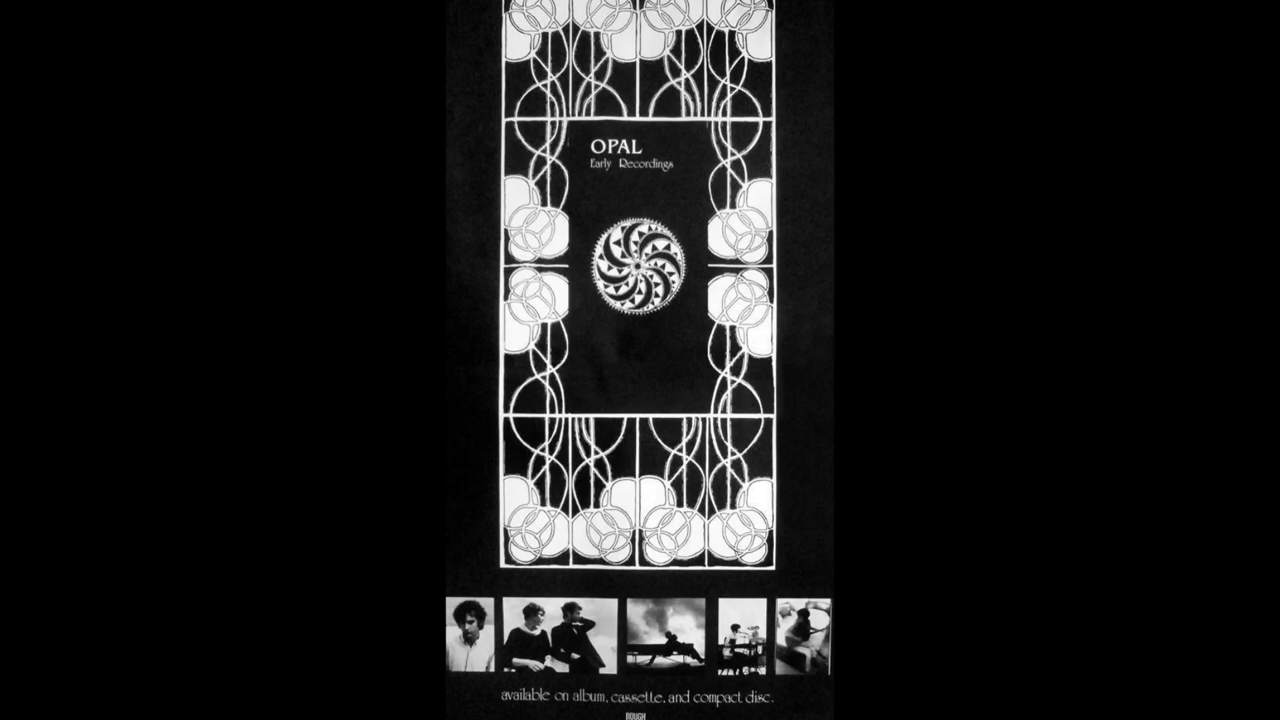 OPAL
Early Recordings
available on album, cassette, and compact disc.
ROUGH